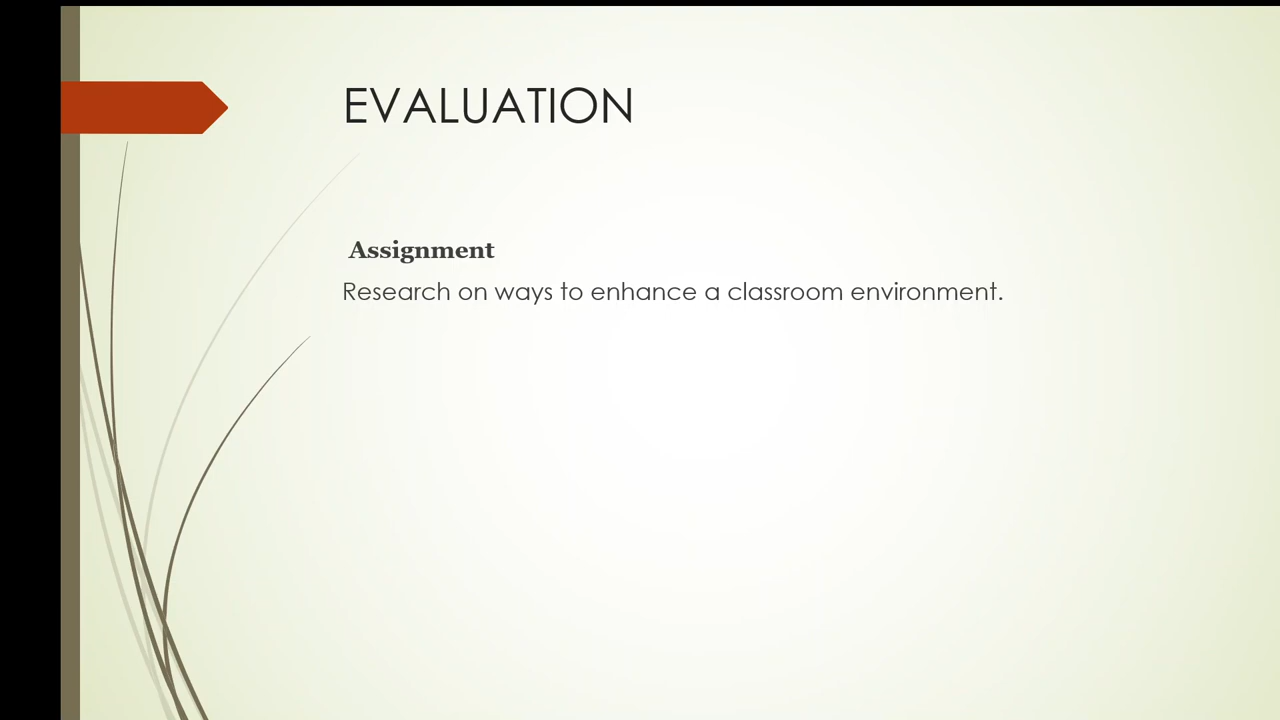 EVALUATION
Assignment
Research on ways to enhance a classroom environment.